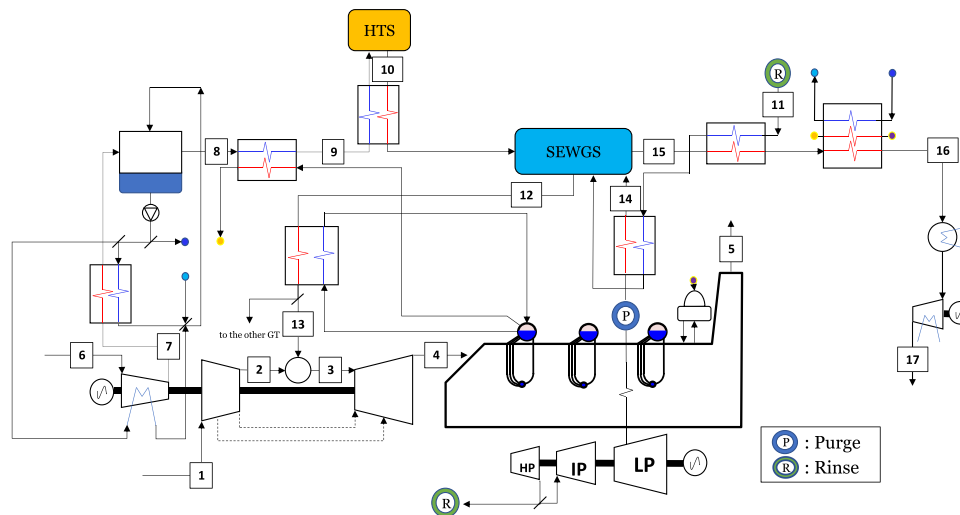 HTS
10
R
11
8
9
SEWGS
15
16
12
14
5
to the other GT
13
P
6
7
2
3
4
17
1
HP
IP
LP
R
P : Purge
R : Rinse